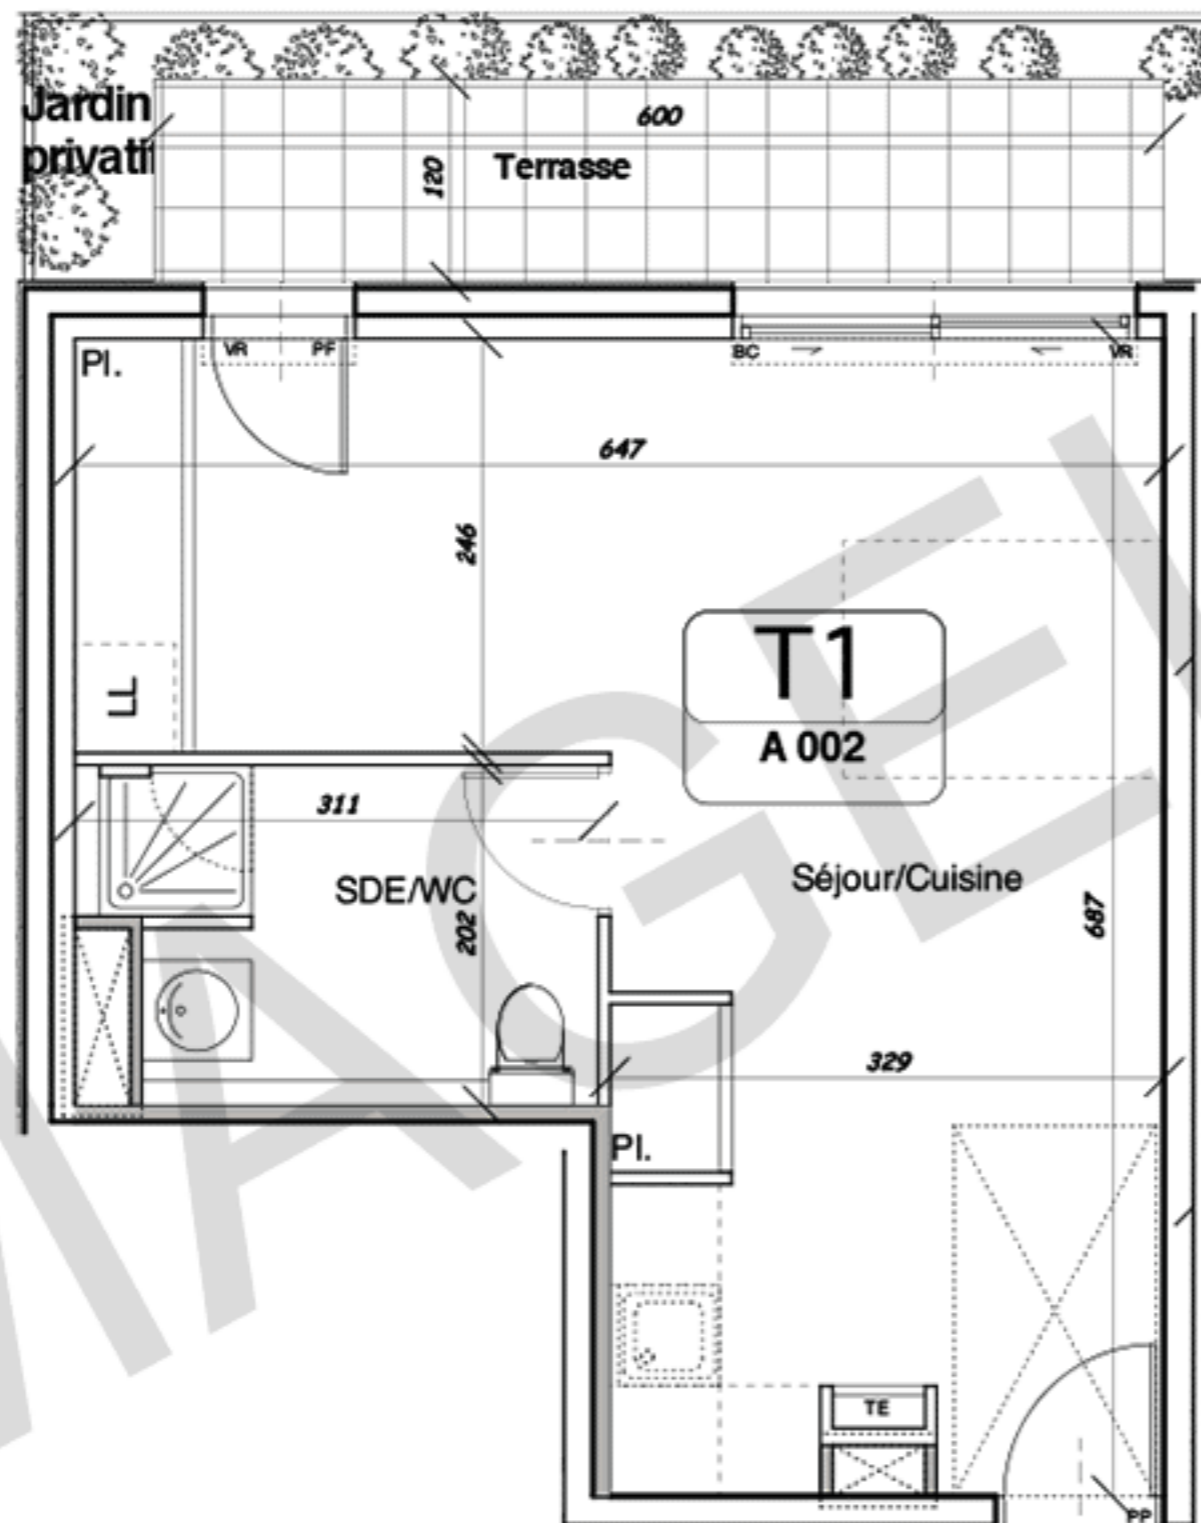 Jardin
privatif
600
120
Terrasse
VR
PF
BC
VR
Pl.
647
246
T1
A 002
LL
311
SDE/WC
202
Séjour/Cuisine
687
329
Pl.
TE
PP